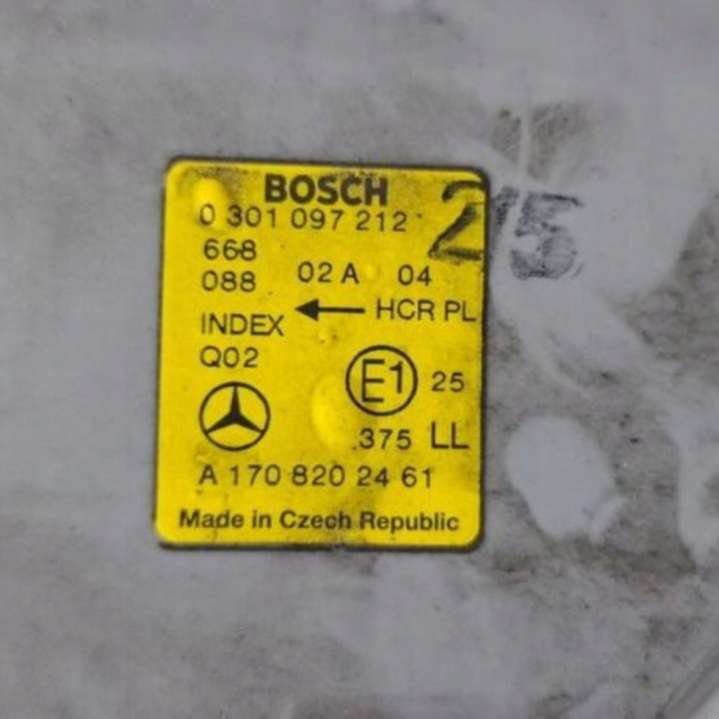 BOSCH
0 301 097 212
215
668
088 02 A 04
← HCR PL
INDEX
Q02
E1 25
.375 LL
A 170 820 24 61
Made in Czech Republic